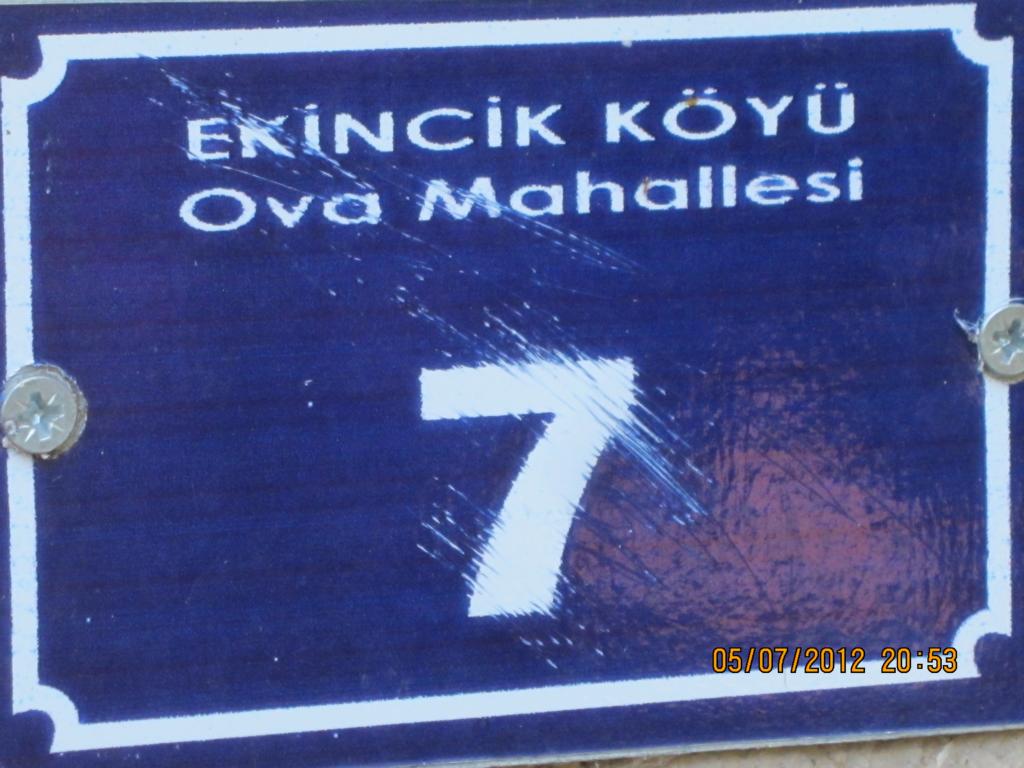 EKİNCİK KÖYÜ
Ova Mahallesi
7
05/07/2012 20:53